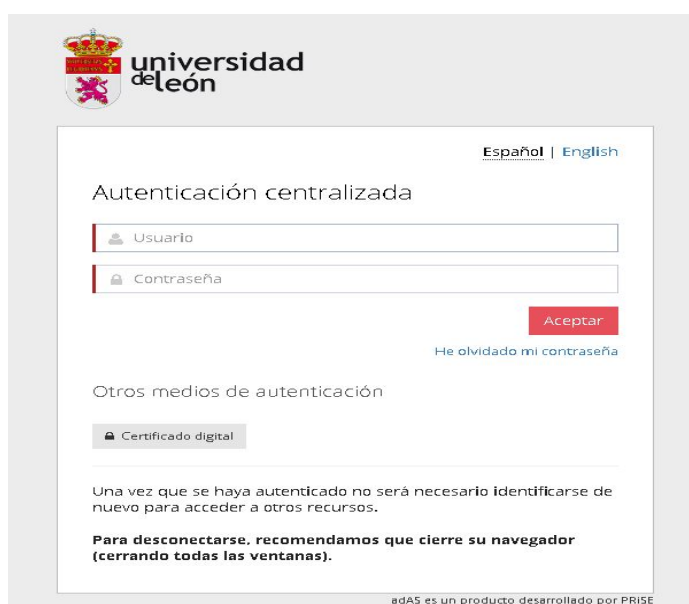 universidad
deleón
Español | English
Autenticación centralizada
Usuario
Contraseña
Aceptar
He olvidado mi contraseña
Otros medios de autenticación
Certificado digital
Una vez que se haya autenticado no será necesario identificarse de
nuevo para acceder a otros recursos.
Para desconectarse, recomendamos que cierre su navegador
(cerrando todas las ventanas).
adAS es un producto desarrollado por PRiSE